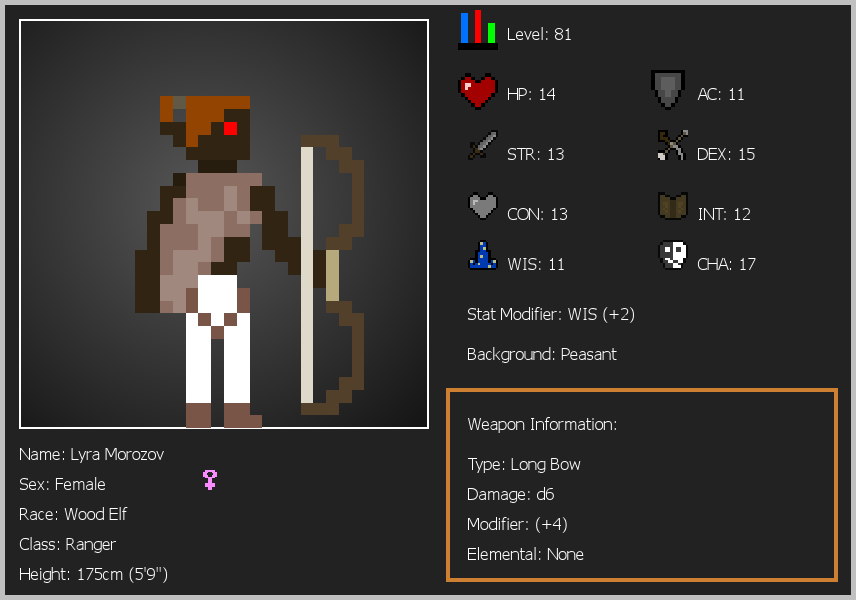 Level: 81
HP: 14
AC: 11
STR: 13
DEX: 15
CON: 13
INT: 12
WIS: 11
CHA: 17
Stat Modifier: WIS (+2)
Background: Peasant
Weapon Information:
Type: Long Bow
Damage: d6
Modifier: (+4)
Elemental: None
Name: Lyra Morozov
Sex: Female
Race: Wood Elf
Class: Ranger
Height: 175cm (5'9")